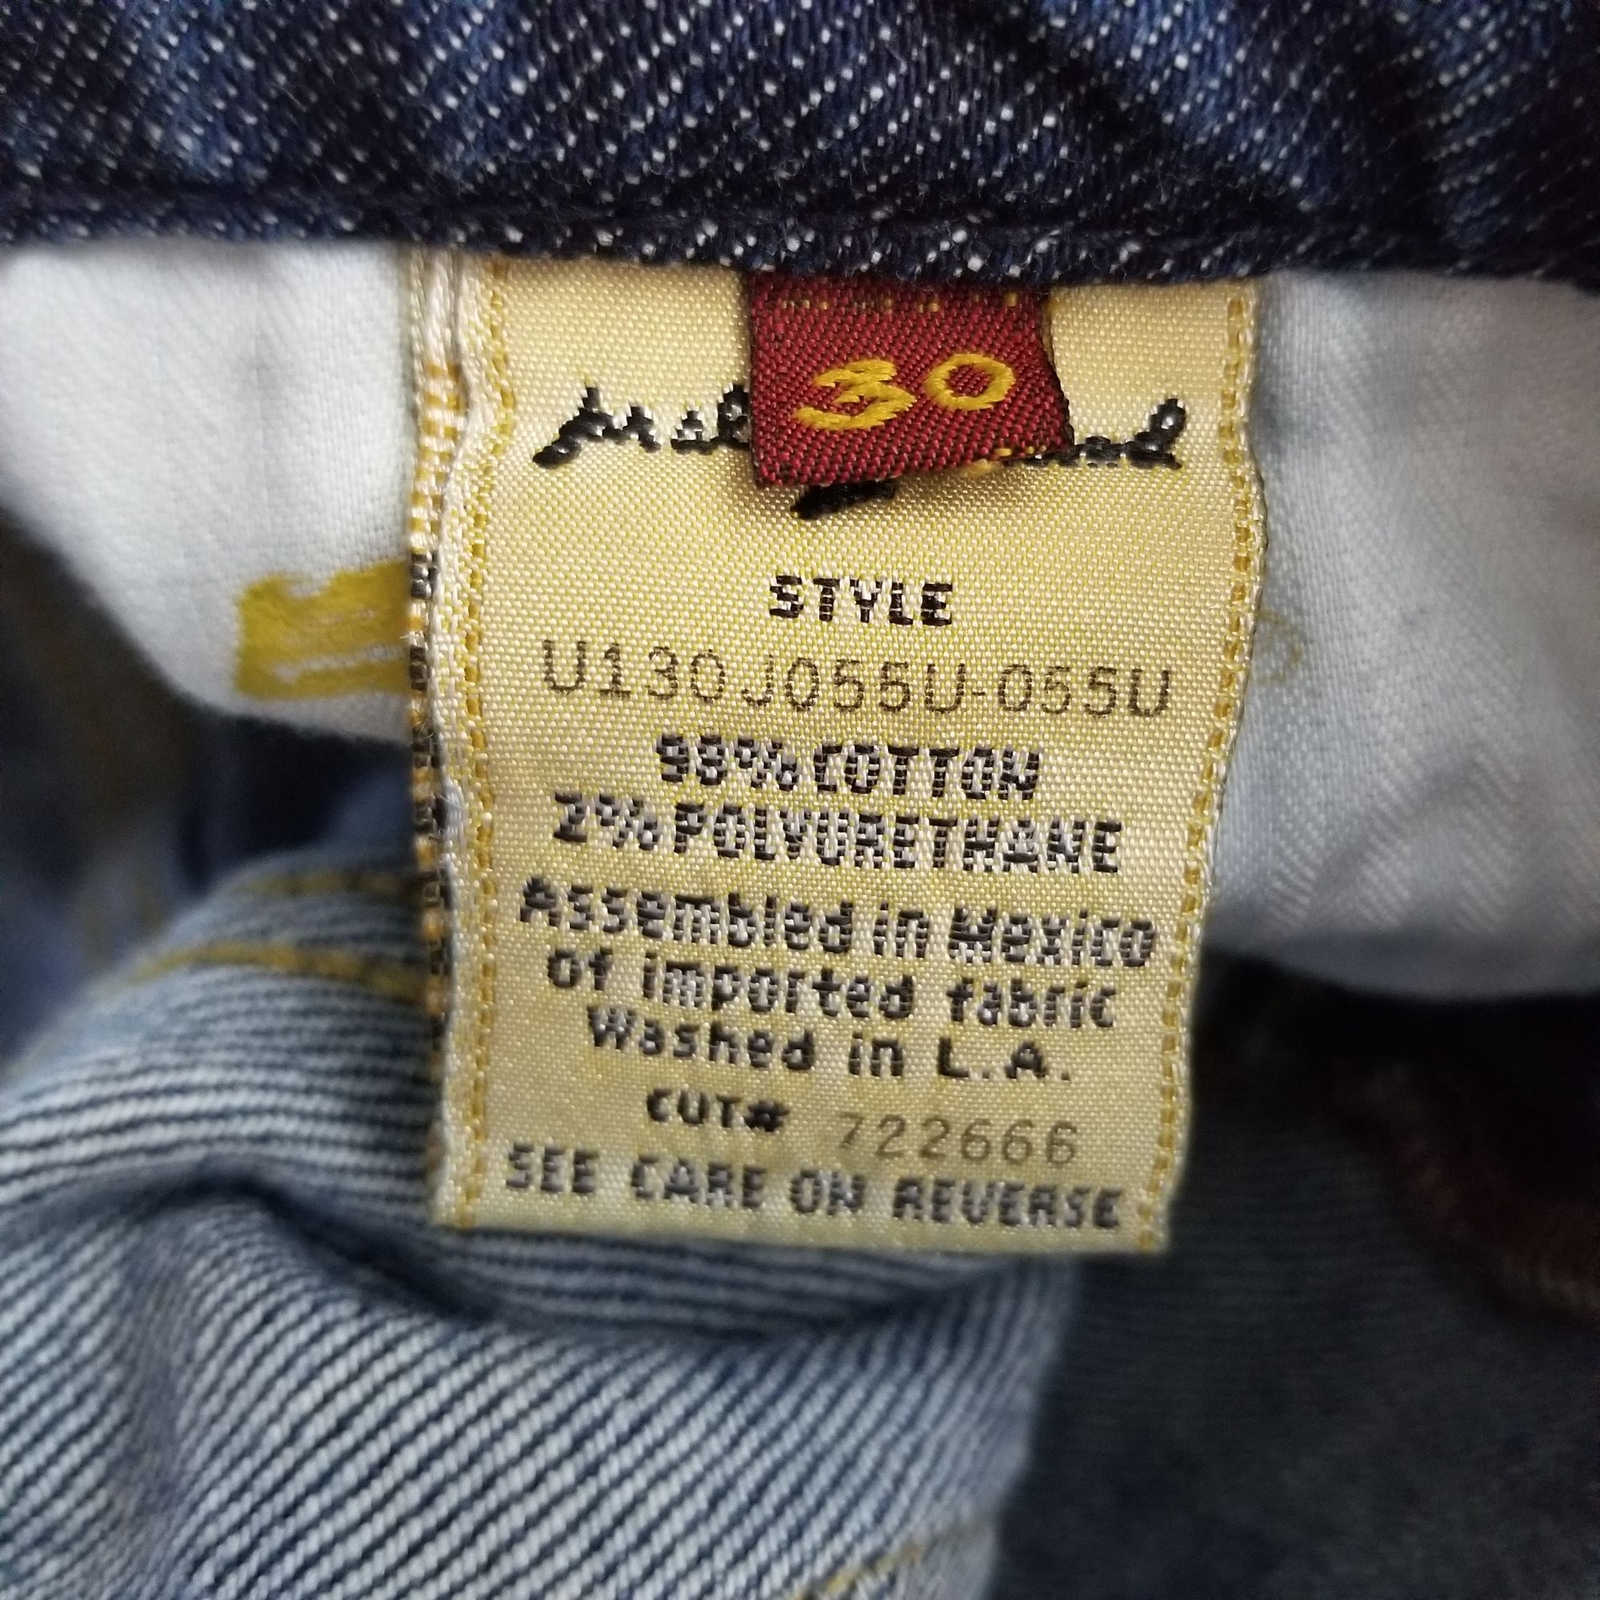 30
STYLE
U130J055U-055U
98% COTTON
2% POLYURETHANE
Assembled in Mexico
of imported fabric
Washed in L.A.
CUT# 722666
SEE CARE ON REVERSE